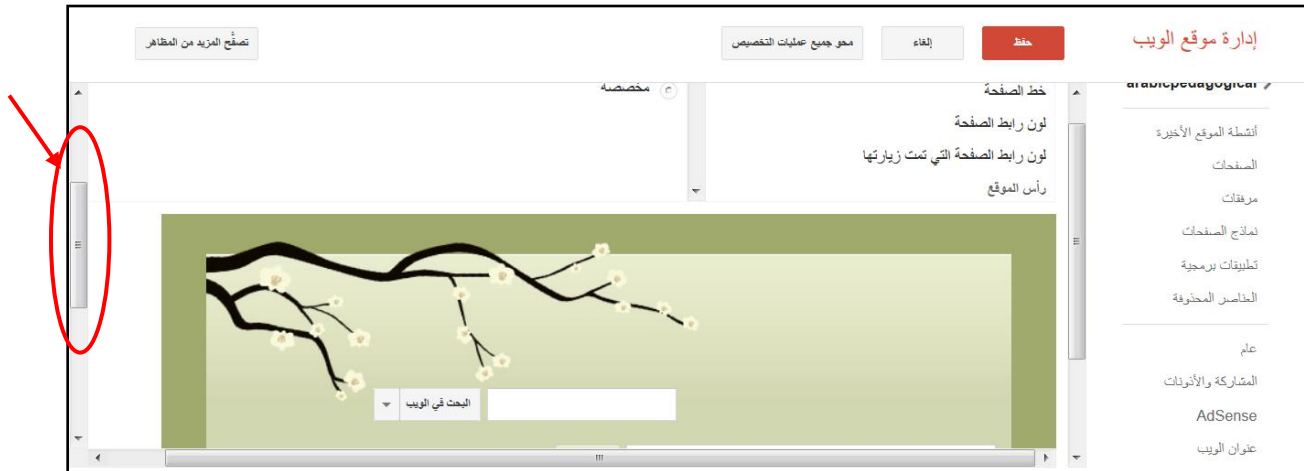 إدارة موقع الويب
حفظ
إلغاء
محو جميع عمليات التخصيص
تصفَّح المزيد من المظاهر
arabicpedagogical
أنشطة الموقع الأخيرة
الصفحات
مرفقات
نماذج الصفحات
تطبيقات برمجية
العناصر المحذوفة
عام
المشاركة والأذونات
AdSense
عنوان الويب
خط الصفحة
لون رابط الصفحة
لون رابط الصفحة التي تمت زيارتها
رأس الموقع
مخصصة
البحث في الويب